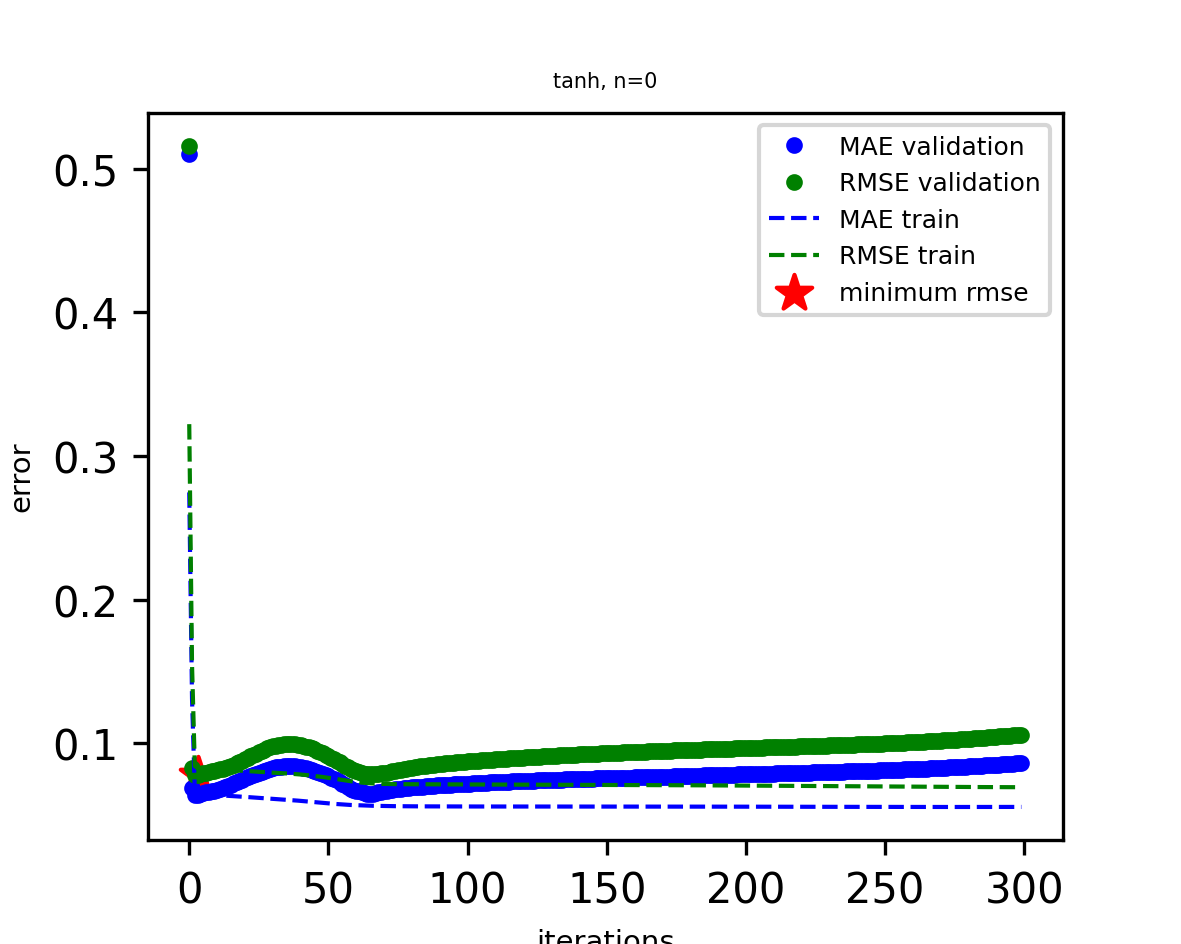 tanh, n=0
MAE validation
RMSE validation
MAE train
RMSE train
minimum rmse
error
0.5
0.4
0.3
0.2
0.1
0 50 100 150 200 250 300
iterations